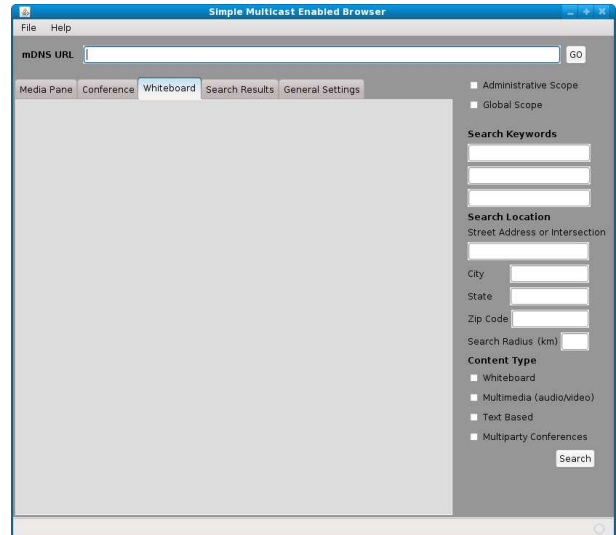 Simple Multicast Enabled Browser
File Help
mDNS URL GO
Media Pane Conference Whiteboard Search Results General Settings
Administrative Scope
Global Scope
Search Keywords
Search Location
Street Address or Intersection
City
State
Zip Code
Search Radius (km)
Content Type
Whiteboard
Multimedia (audio/video)
Text Based
Multiparty Conferences
Search